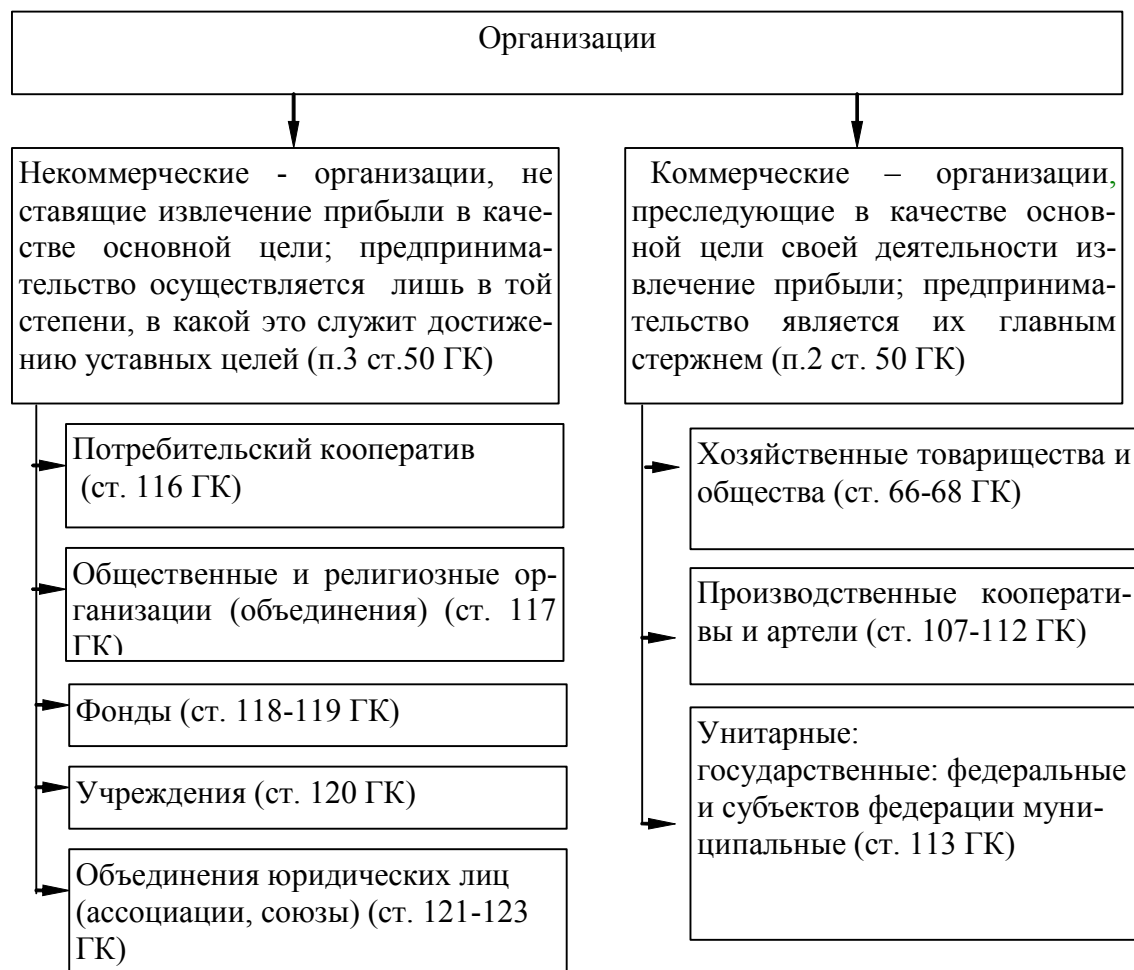 Организации
Некоммерческие - организации, не
ставящие извлечение прибыли в каче-
стве основной цели; предпринима-
тельство осуществляется лишь в той
степени, в какой это служит достиже-
нию уставных целей (п.3 ст.50 ГК)
Потребительский кооператив
(ст. 116 ГК)
Общественные и религиозные ор-
ганизации (объединения) (ст. 117
ГК)
Фонды (ст. 118-119 ГК)
Учреждения (ст. 120 ГК)
Объединения юридических лиц
(ассоциации, союзы) (ст. 121-123
ГК)
Коммерческие – организации,
преследующие в качестве основ-
ной цели своей деятельности из-
влечение прибыли; предпринима-
тельство является их главным
стержнем (п.2 ст. 50 ГК)
Хозяйственные товарищества и
общества (ст. 66-68 ГК)
Производственные кооперати-
вы и артели (ст. 107-112 ГК)
Унитарные:
государственные: федеральные
и субъектов федерации муни-
ципальные (ст. 113 ГК)